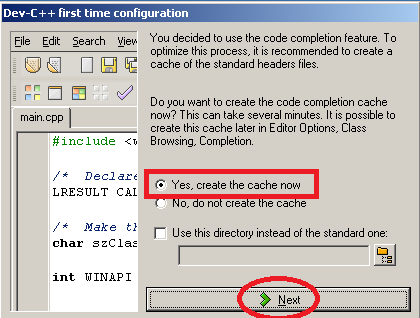 Dev-C++ first time configuration
File Edit Search View
main.cpp
#include <w
/* Declare
LRESULT CAL
/* Make th
char szClas
int WINAPI
You decided to use the code completion feature. To
optimize this process, it is recommended to create a
cache of the standard headers files.
Do you want to create the code completion cache
now? This can take several minutes. It is possible to
create this cache later in Editor Options, Class
Browsing, Completion.
Yes, create the cache now
No, do not create the cache
Use this directory instead of the standard one:
Next